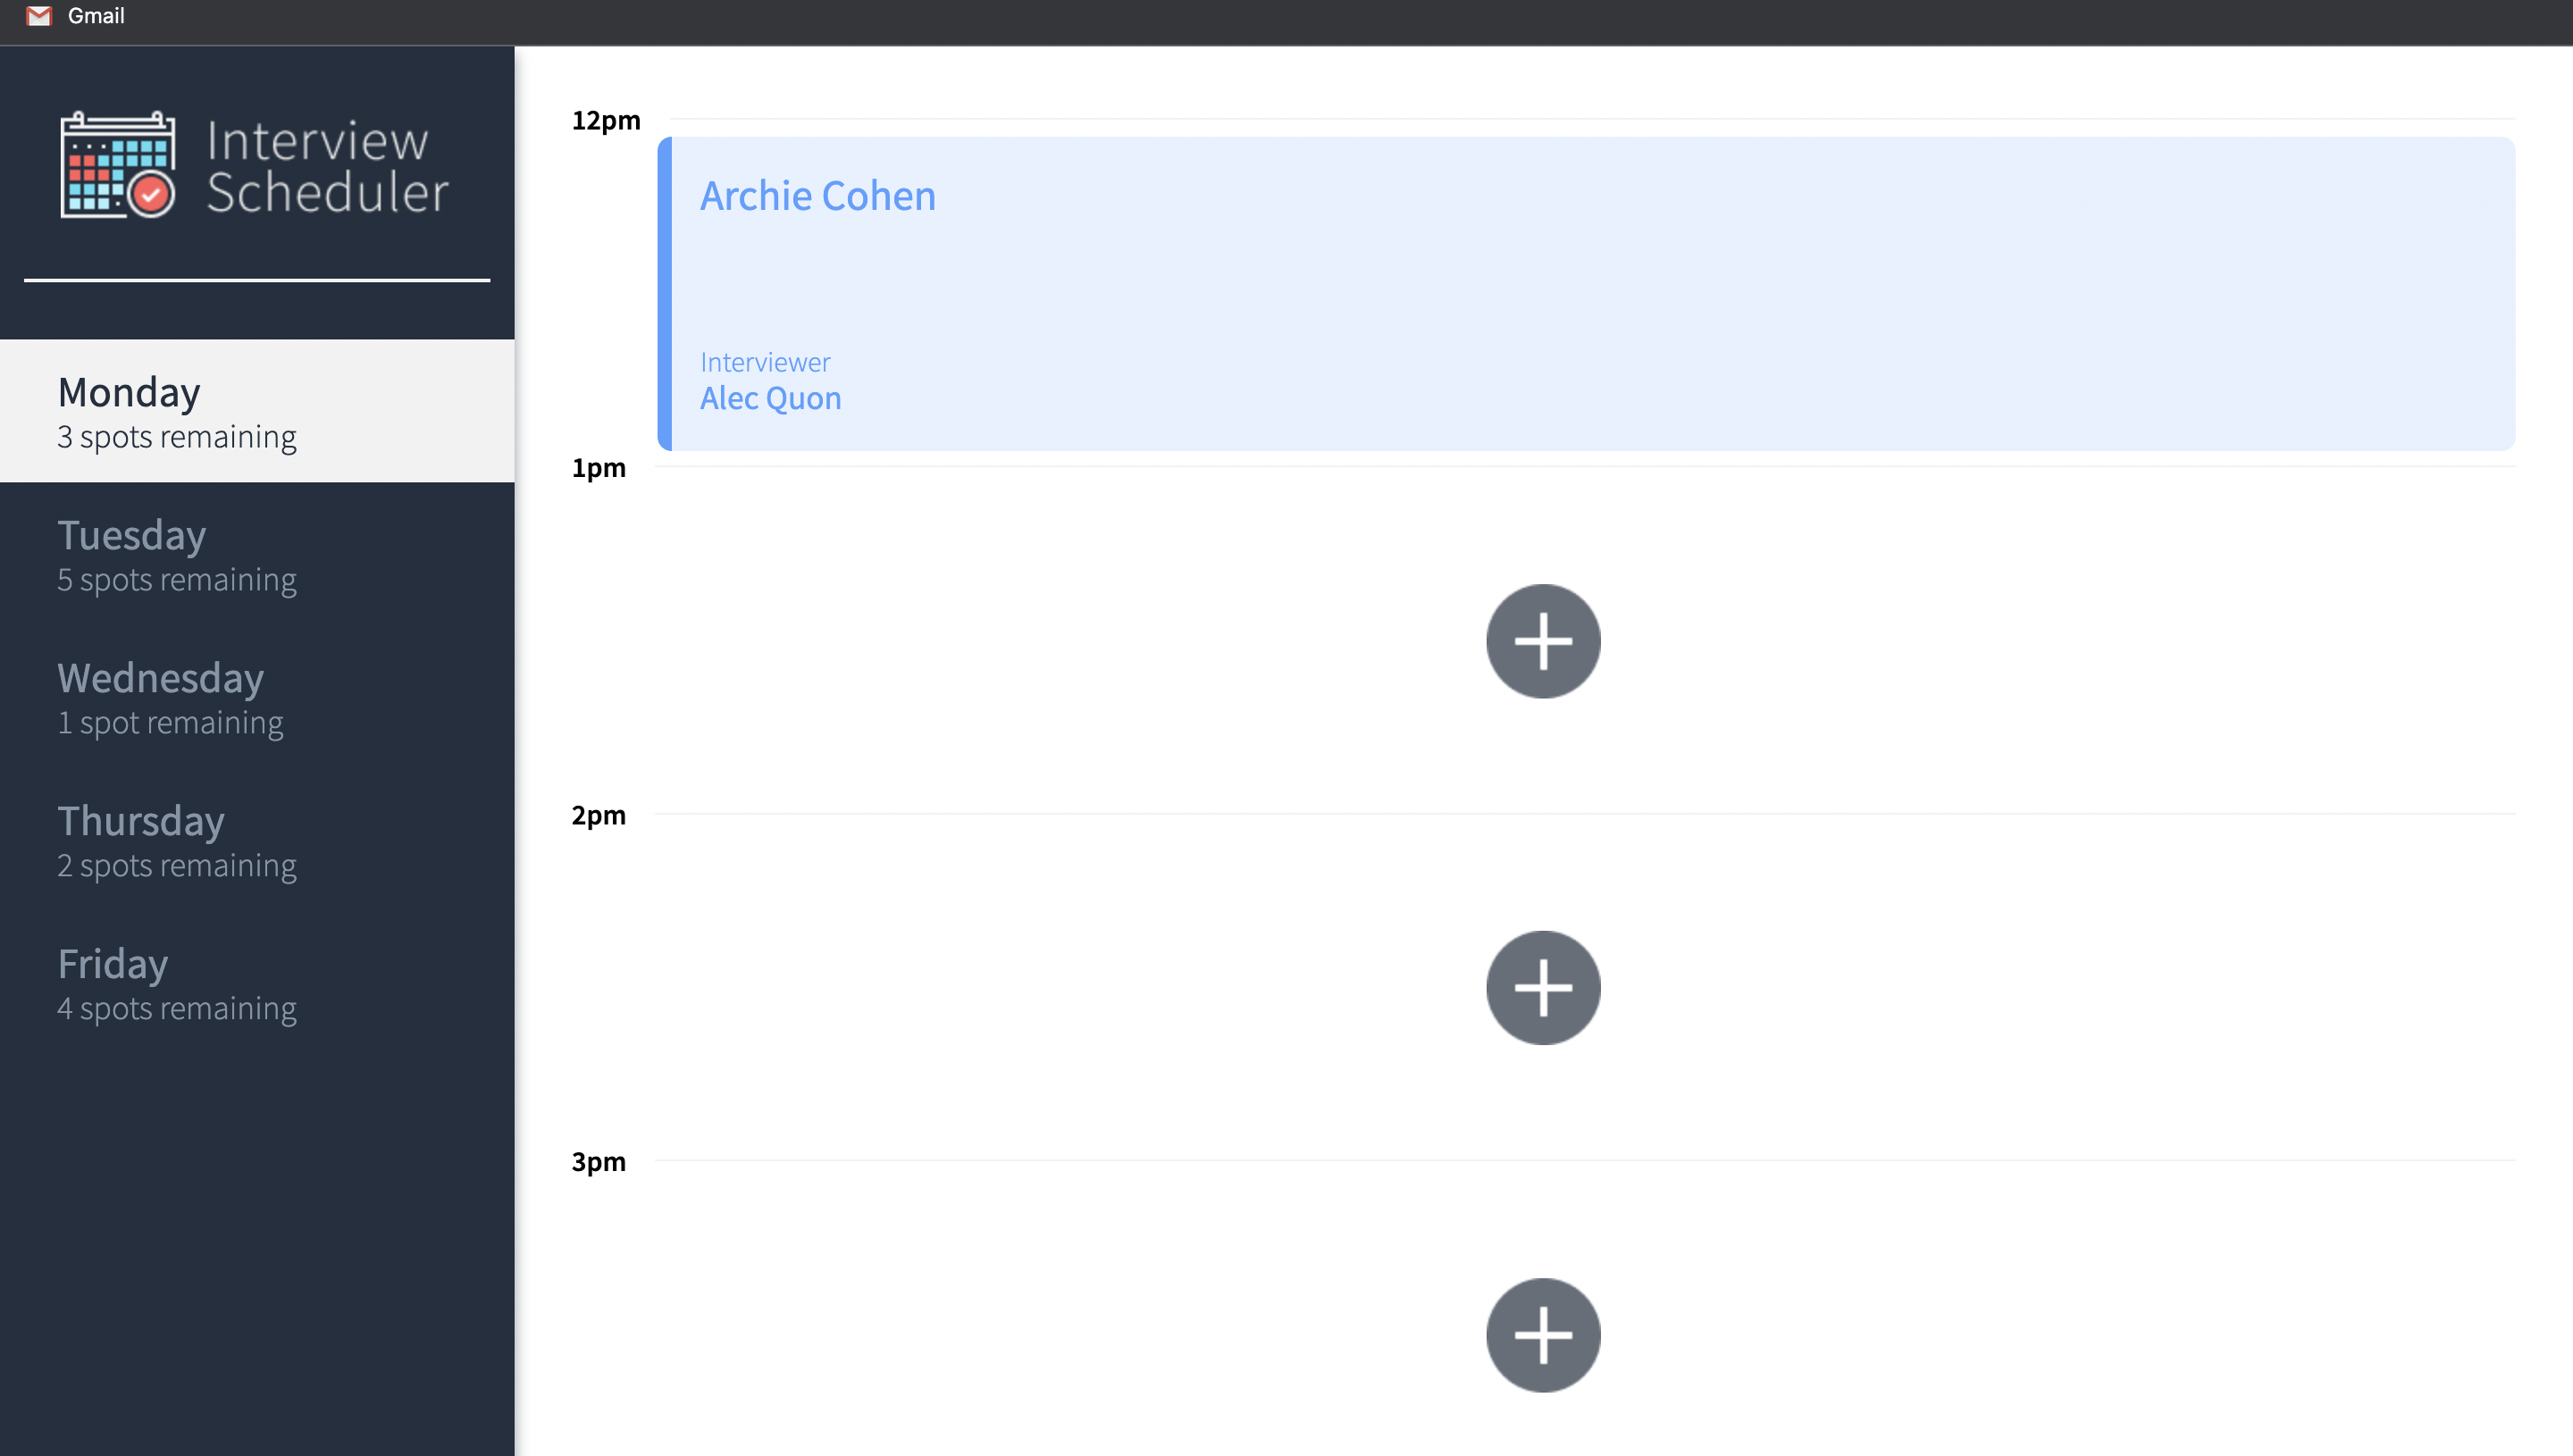 Gmail
Interview
Scheduler
Monday
3 spots remaining
Tuesday
5 spots remaining
Wednesday
1 spot remaining
Thursday
2 spots remaining
Friday
4 spots remaining
12pm
Archie Cohen
Interviewer
Alec Quon
1pm
2pm
3pm